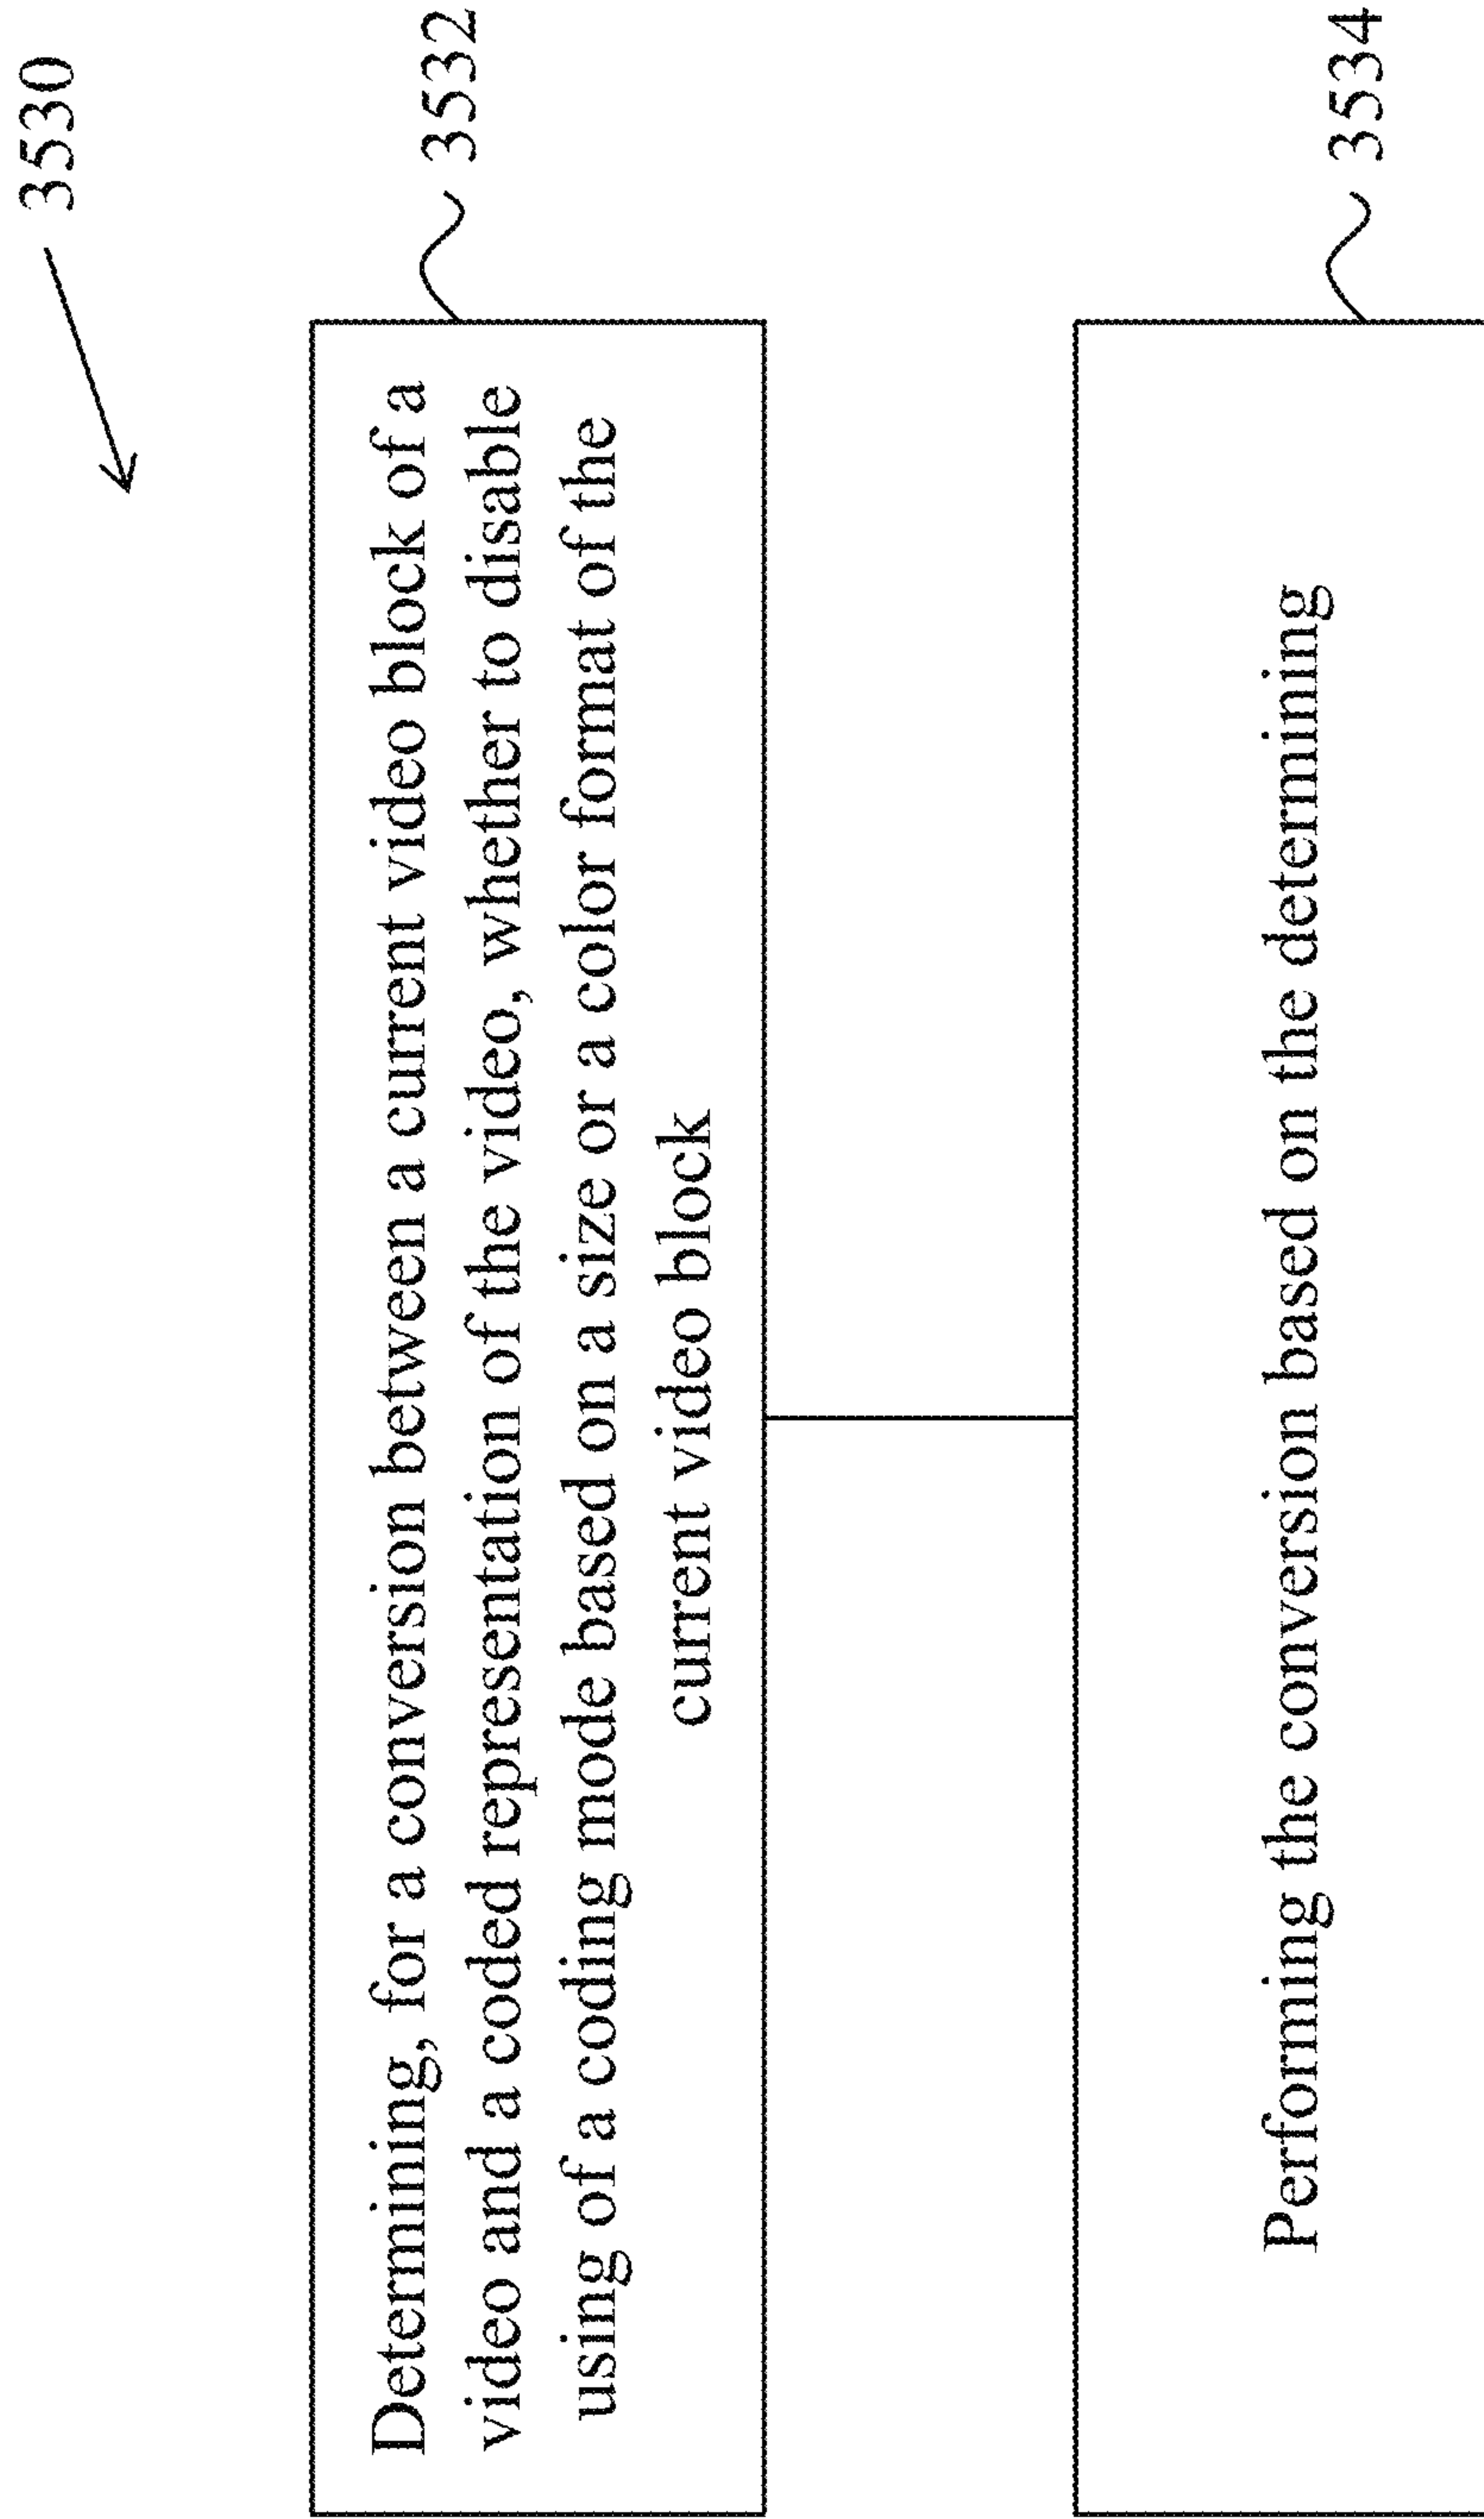 3530
Determining, for a conversion between a current video block of a
video and a coded representation of the video, whether to disable
using of a coding mode based on a size or a color format of the
current video block
3532
Performing the conversion based on the determining
3534